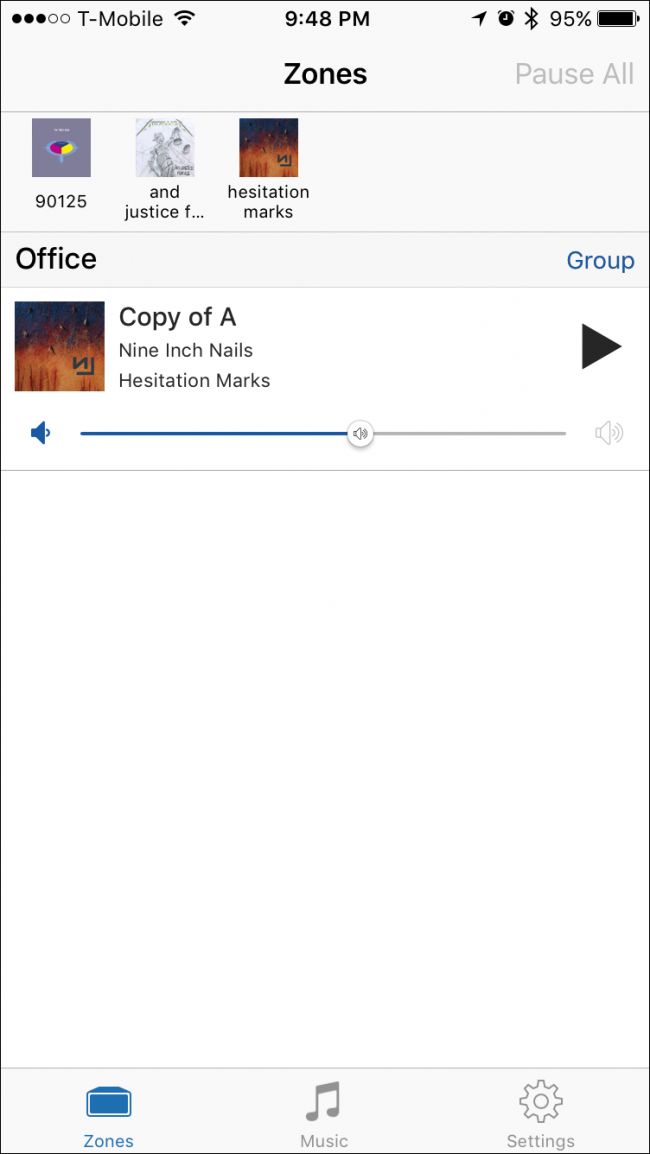 T-Mobile 9:48 PM 95%
Zones Pause All
90125
and
justice f...
hesitation
marks
Office Group
Copy of A
Nine Inch Nails
Hesitation Marks
Zones Music Settings